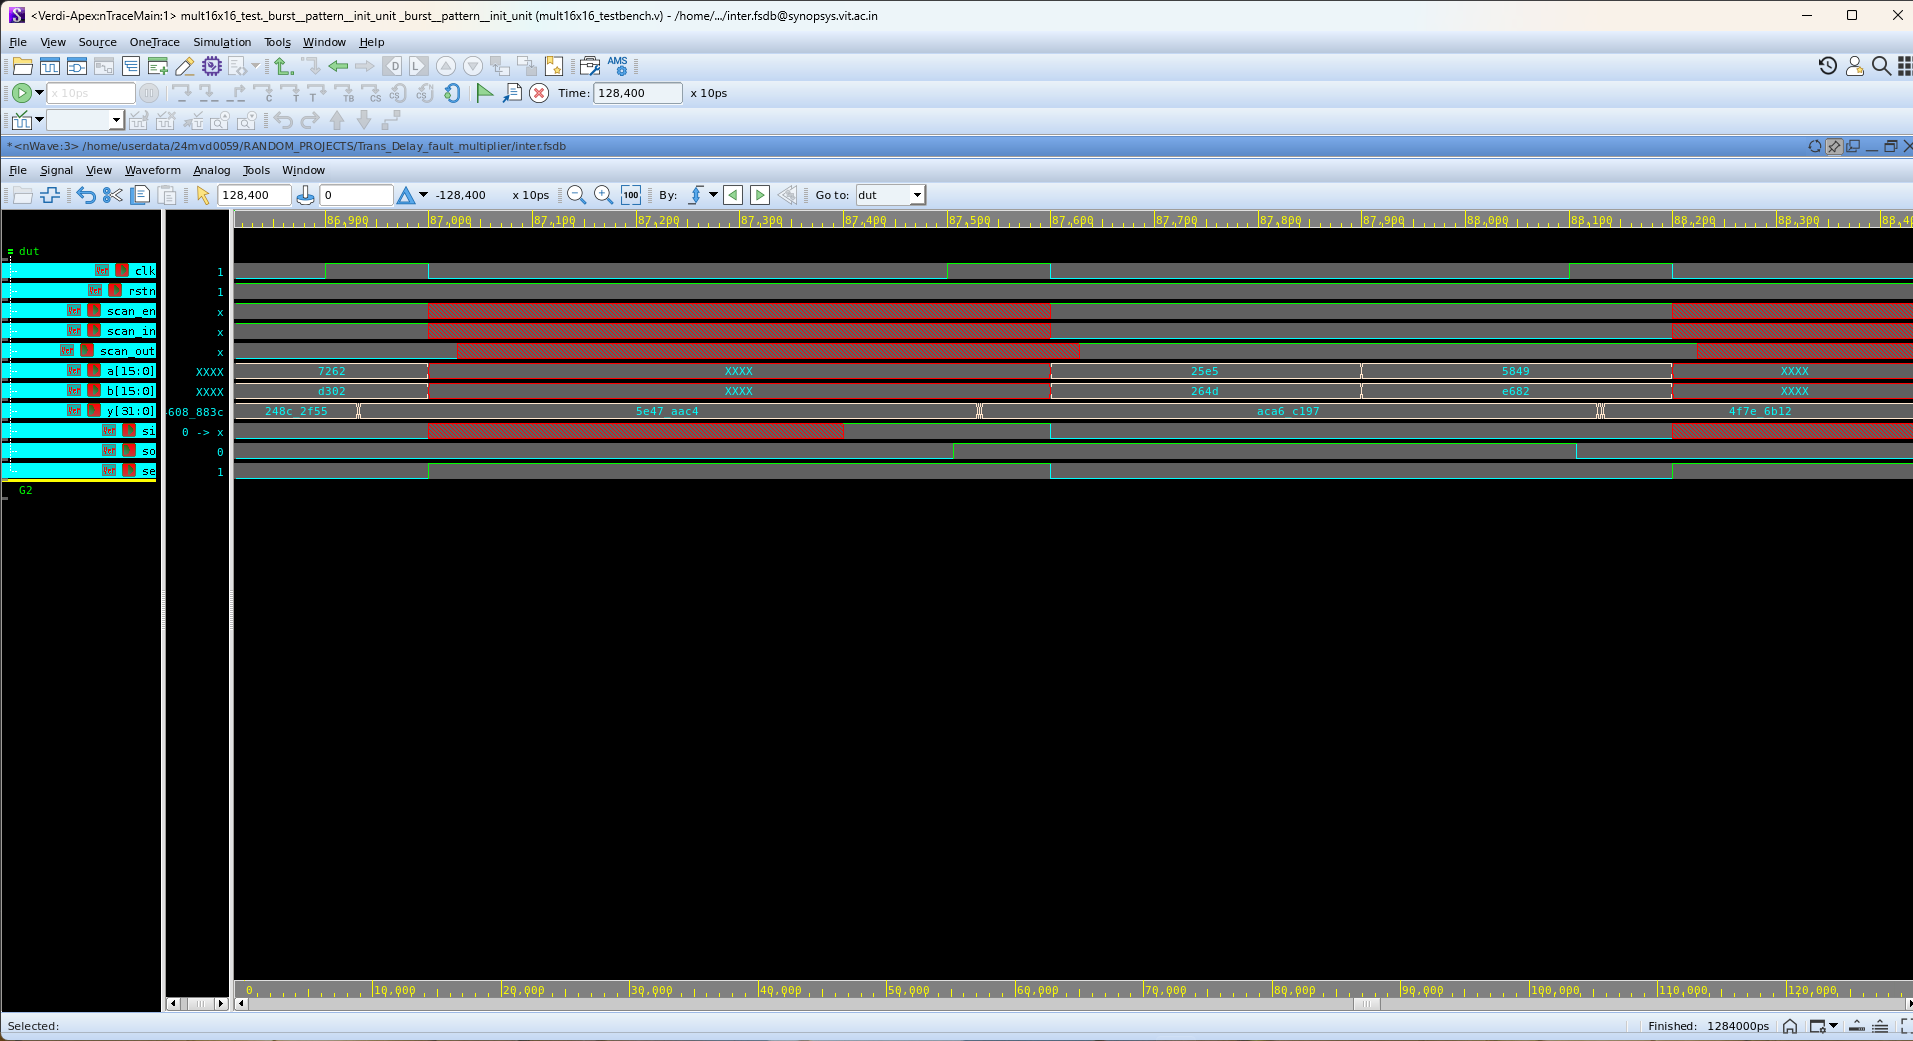 <Verdi-Apex:nTraceMain:1> mult16x16_test._burst__pattern__init_unit _burst__pattern__init_unit (mult16x16_testbench.v) - /home/.../inter.fsdb@synopsys.vit.ac.in
File View Source OneTrace Simulation Tools Window Help
AMS
x 10ps Time: 128,400 x 10ps
*<nWave:3> /home/userdata/24mvd0059/RANDOM_PROJECTS/Trans_Delay_fault_multiplier/inter.fsdb
File Signal View Waveform Analog Tools Window
128,400 0 -128,400 x 10ps 100 By: Go to: dut
86,900 87,000 87,100 87,200 87,300 87,400 87,500 87,600 87,700 87,800 87,900 88,000 88,100 88,200 88,300 88,40
dut
clk 1
rstn 1
scan_en x
scan_in x
scan_out x
a[15:0] XXXX 7262 XXXX 25e5 5849 XXXX
b[15:0] XXXX d302 XXXX 264d e682 XXXX
y[31:0] 608_883c 248c_2f55 5e47_aac4 aca6_c197 4f7e_6b12
si 0 -> x
so 0
se 1
G2
0 10,000 20,000 30,000 40,000 50,000 60,000 70,000 80,000 90,000 100,000 110,000 120,000
Selected: Finished: 1284000ps